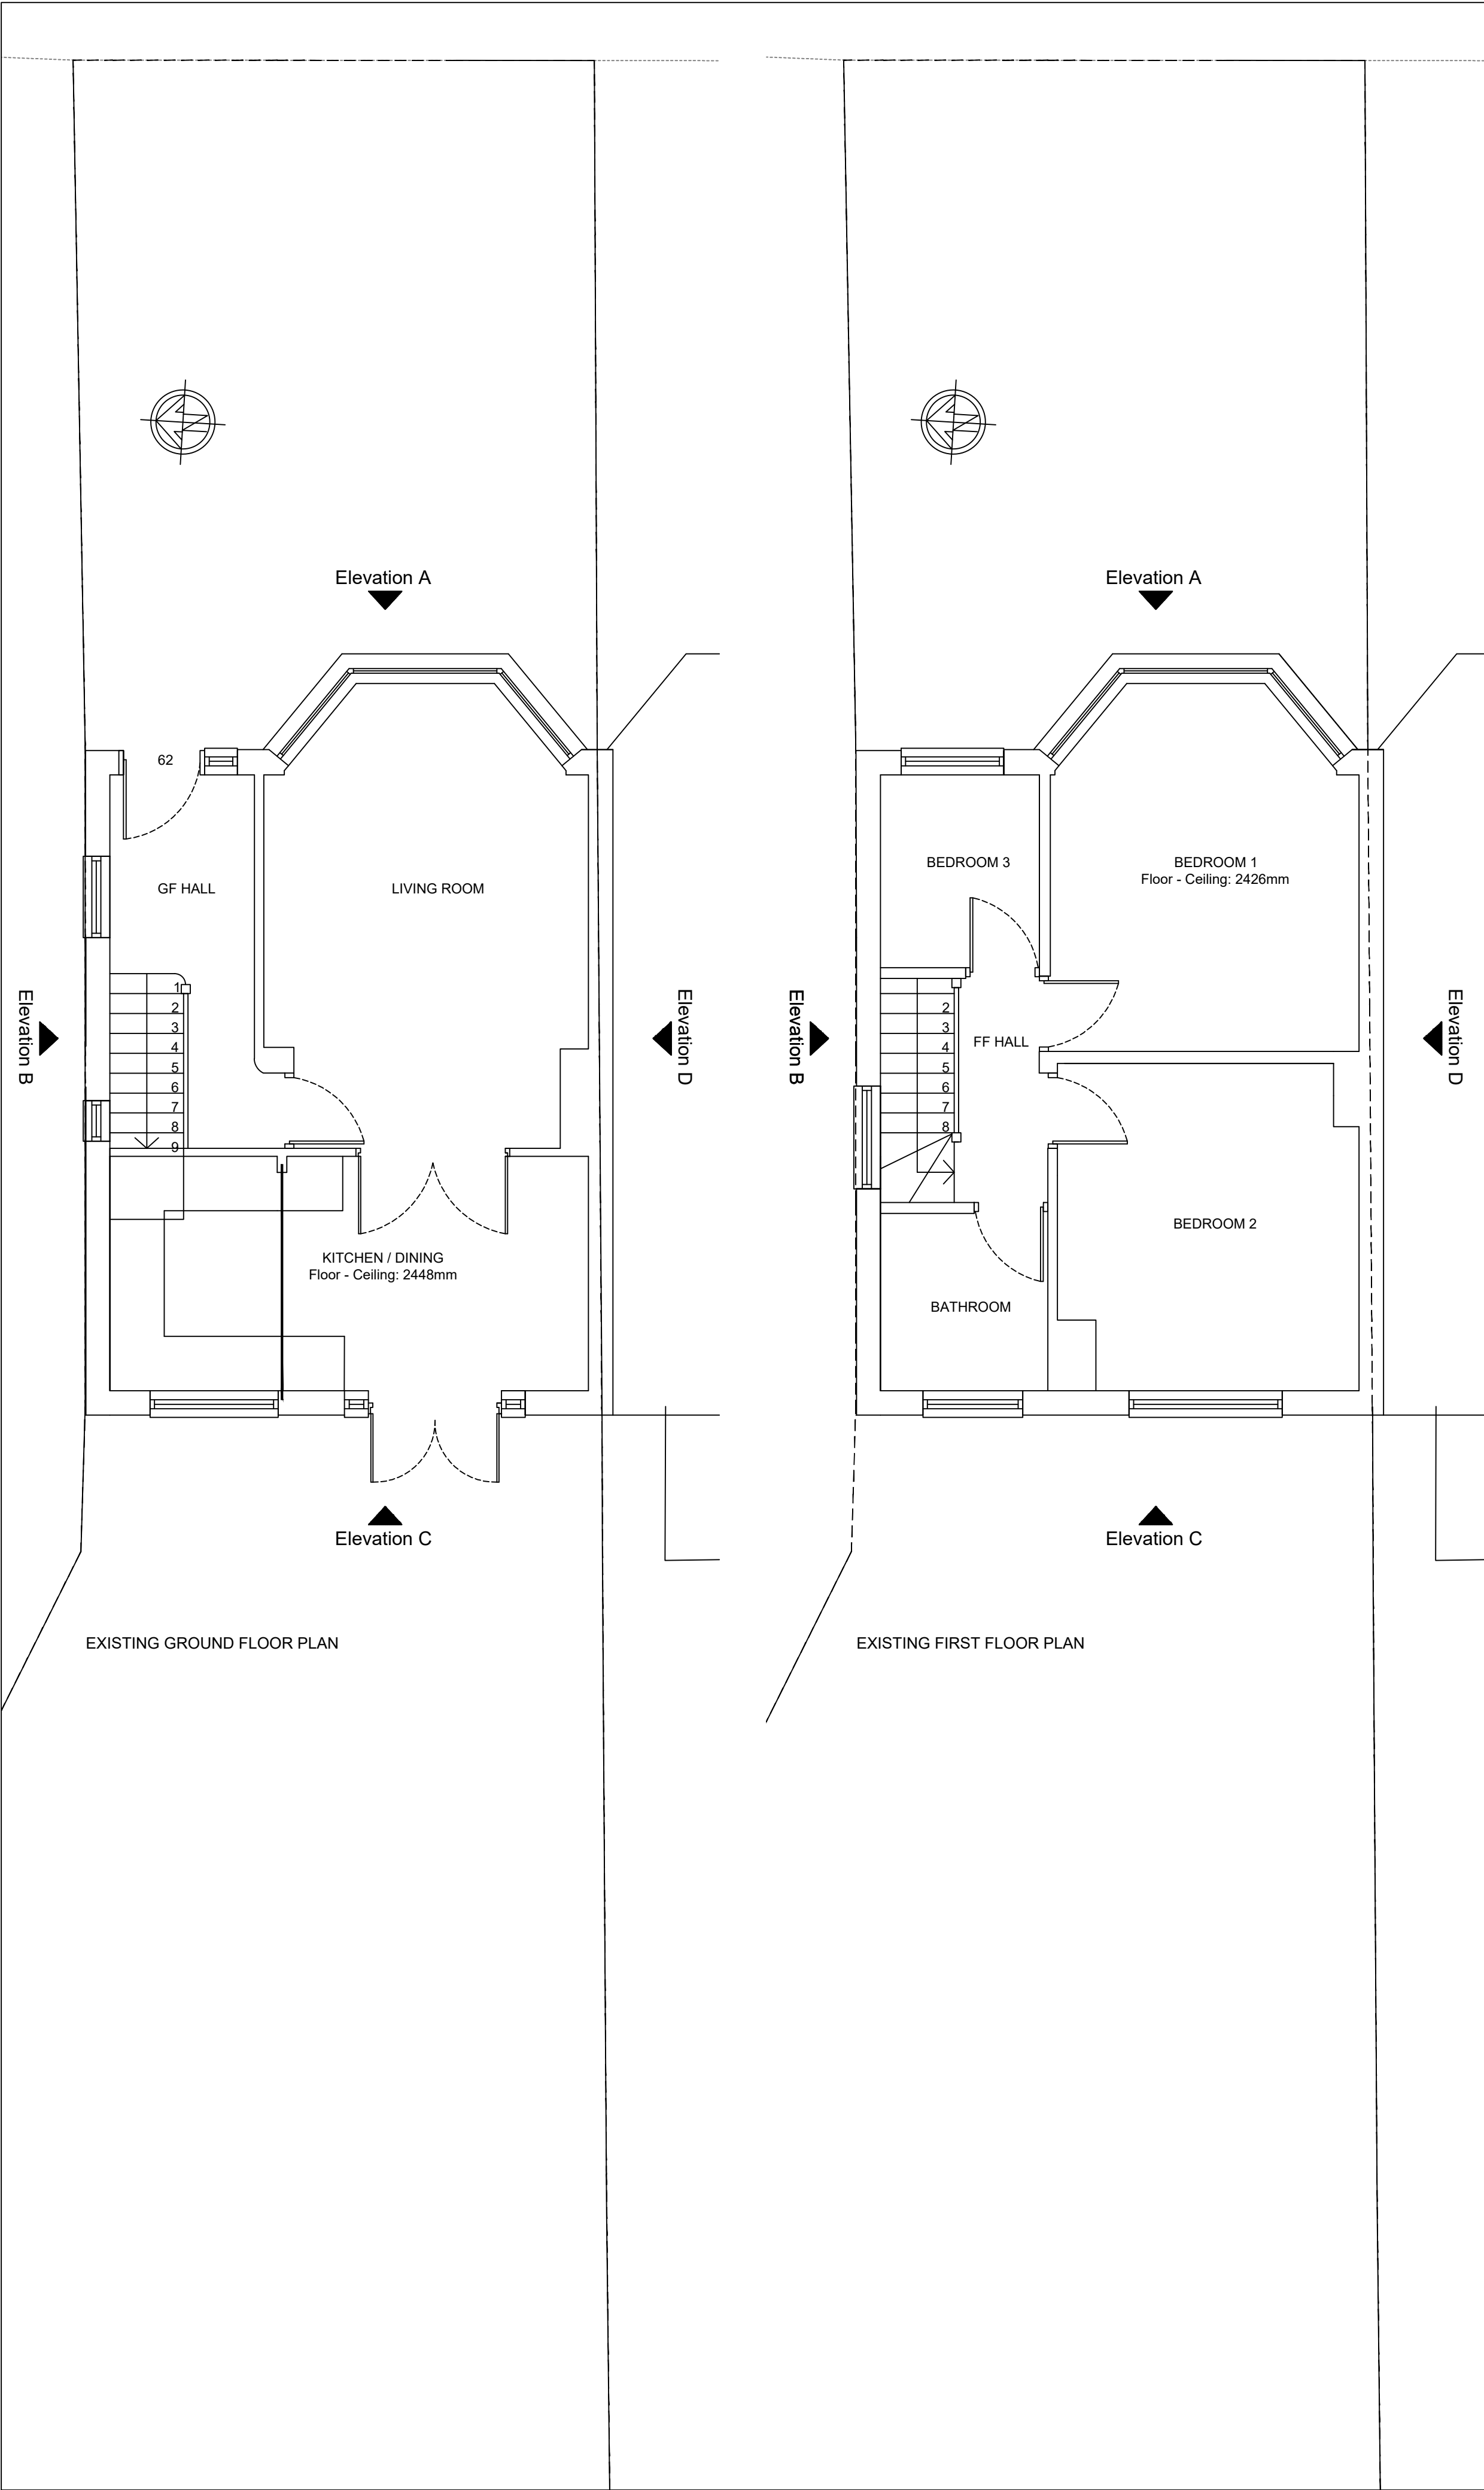 Elevation A
Elevation A
62
GF HALL
LIVING ROOM
BEDROOM 3
BEDROOM 1
Floor - Ceiling: 2426mm
Elevation B
1
2
3
4
5
6
7
8
9
Elevation D
Elevation B
2
3
4
5
6
7
8
FF HALL
Elevation D
KITCHEN / DINING
Floor - Ceiling: 2448mm
BEDROOM 2
BATHROOM
Elevation C
Elevation C
EXISTING GROUND FLOOR PLAN
EXISTING FIRST FLOOR PLAN